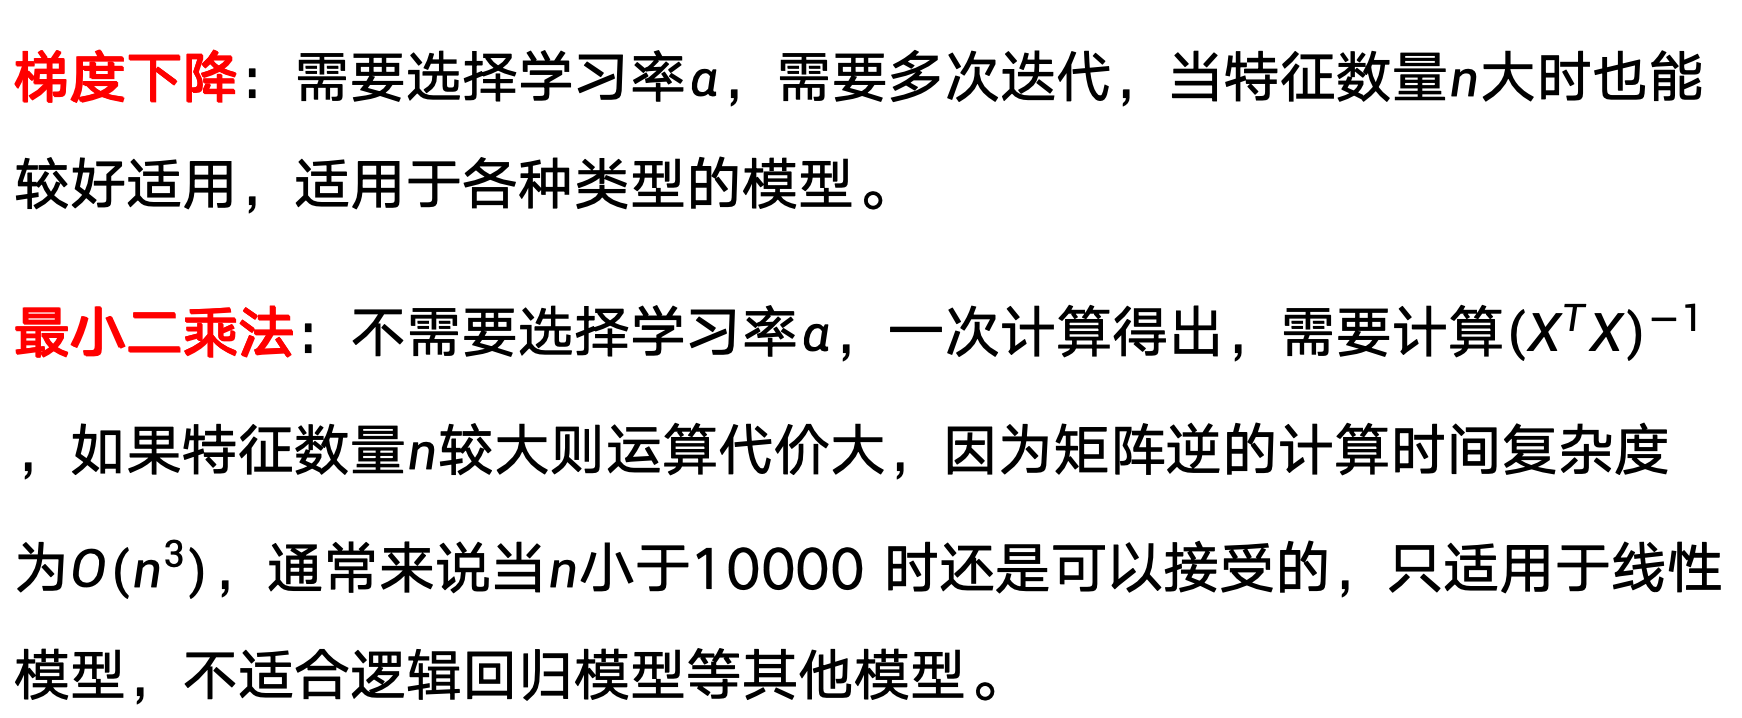 梯度下降：需要选择学习率α，需要多次迭代，当特征数量n大时也能
较好适用，适用于各种类型的模型。
最小二乘法：不需要选择学习率α，一次计算得出，需要计算(XᵀX)⁻¹
，如果特征数量n较大则运算代价大，因为矩阵逆的计算时间复杂度
为O(n³)，通常来说当n小于10000 时还是可以接受的，只适用于线性
模型，不适合逻辑回归模型等其他模型。